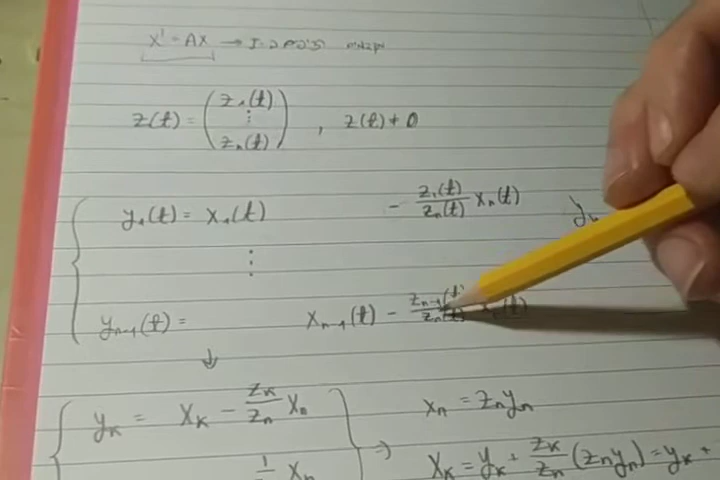 X' = AX →
z(t) = ( z₁(t) ⋮ zₙ(t) ) , z(t) ≠ 0
y₁(t) = x₁(t) - z₁(t)/zₙ(t) xₙ(t)
⋮
yₙ₋₁(t) = xₙ₋₁(t) - zₙ₋₁(t)/zₙ(t) xₙ(t)
↓
yₖ = xₖ - zₖ/zₙ xₙ
xₙ = zₙyₙ
1/ xₙ ⇒ xₖ = yₖ + zₖ/zₙ (zₙyₙ) = yₖ +